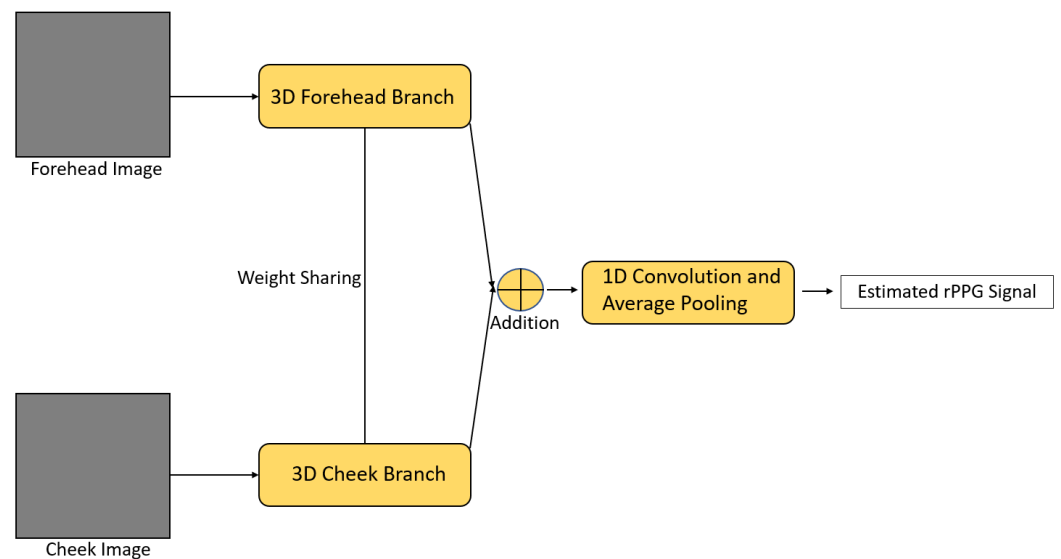 3D Forehead Branch
Forehead Image
Weight Sharing
1D Convolution and
Average Pooling
Estimated rPPG Signal
Addition
3D Cheek Branch
Cheek Image